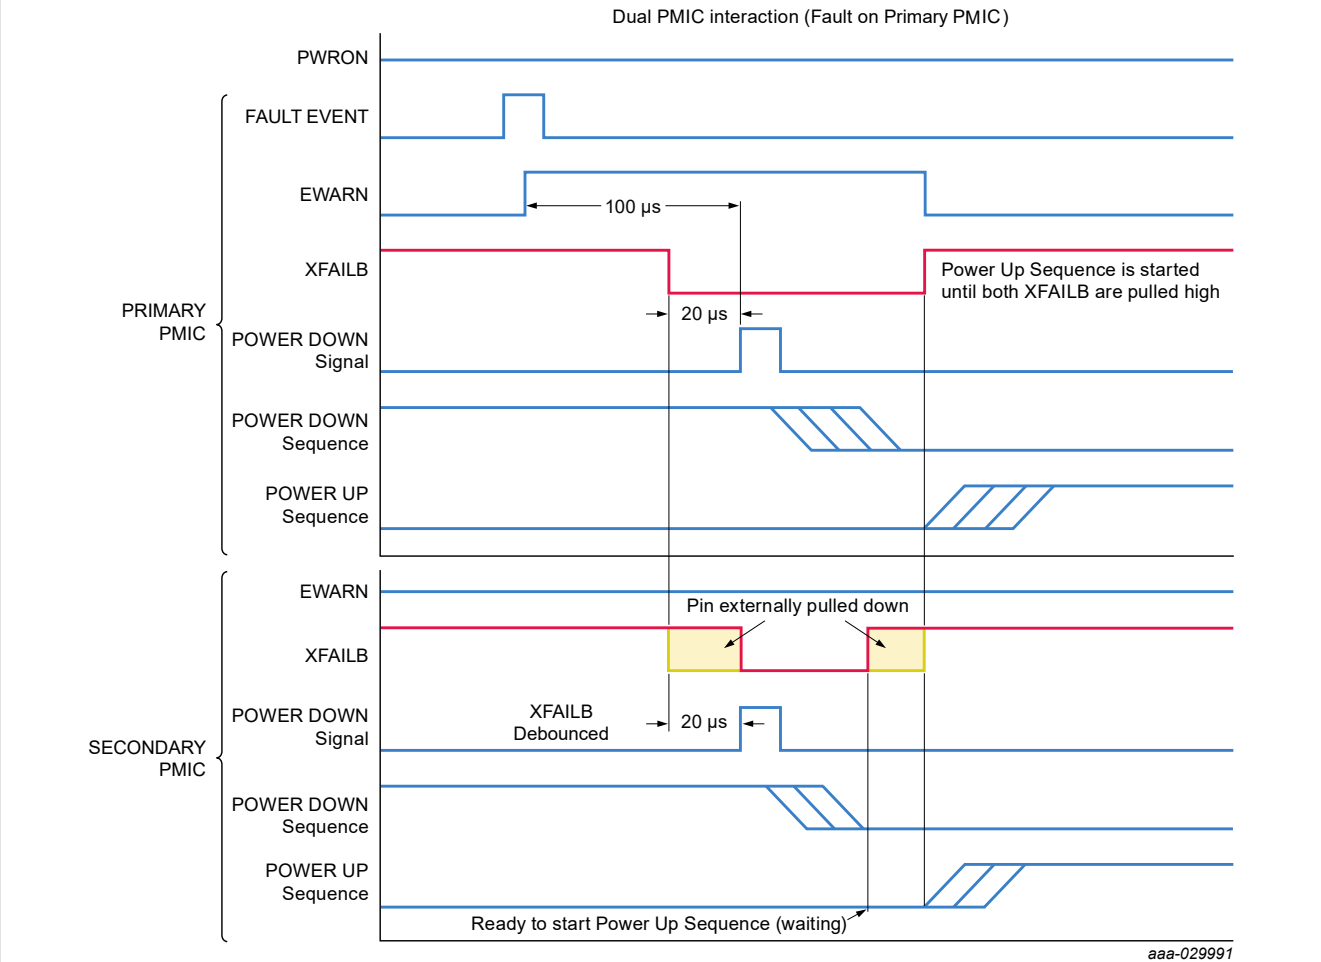 Dual PMIC interaction (Fault on Primary PMIC)
PWRON
FAULT EVENT
EWARN
100 µs
XFAILB
Power Up Sequence is started
until both XFAILB are pulled high
PRIMARY
PMIC
20 µs
POWER DOWN
Signal
POWER DOWN
Sequence
POWER UP
Sequence
EWARN
Pin externally pulled down
XFAILB
POWER DOWN
Signal
XFAILB
Debounced
20 µs
SECONDARY
PMIC
POWER DOWN
Sequence
POWER UP
Sequence
Ready to start Power Up Sequence (waiting)
aaa-029991